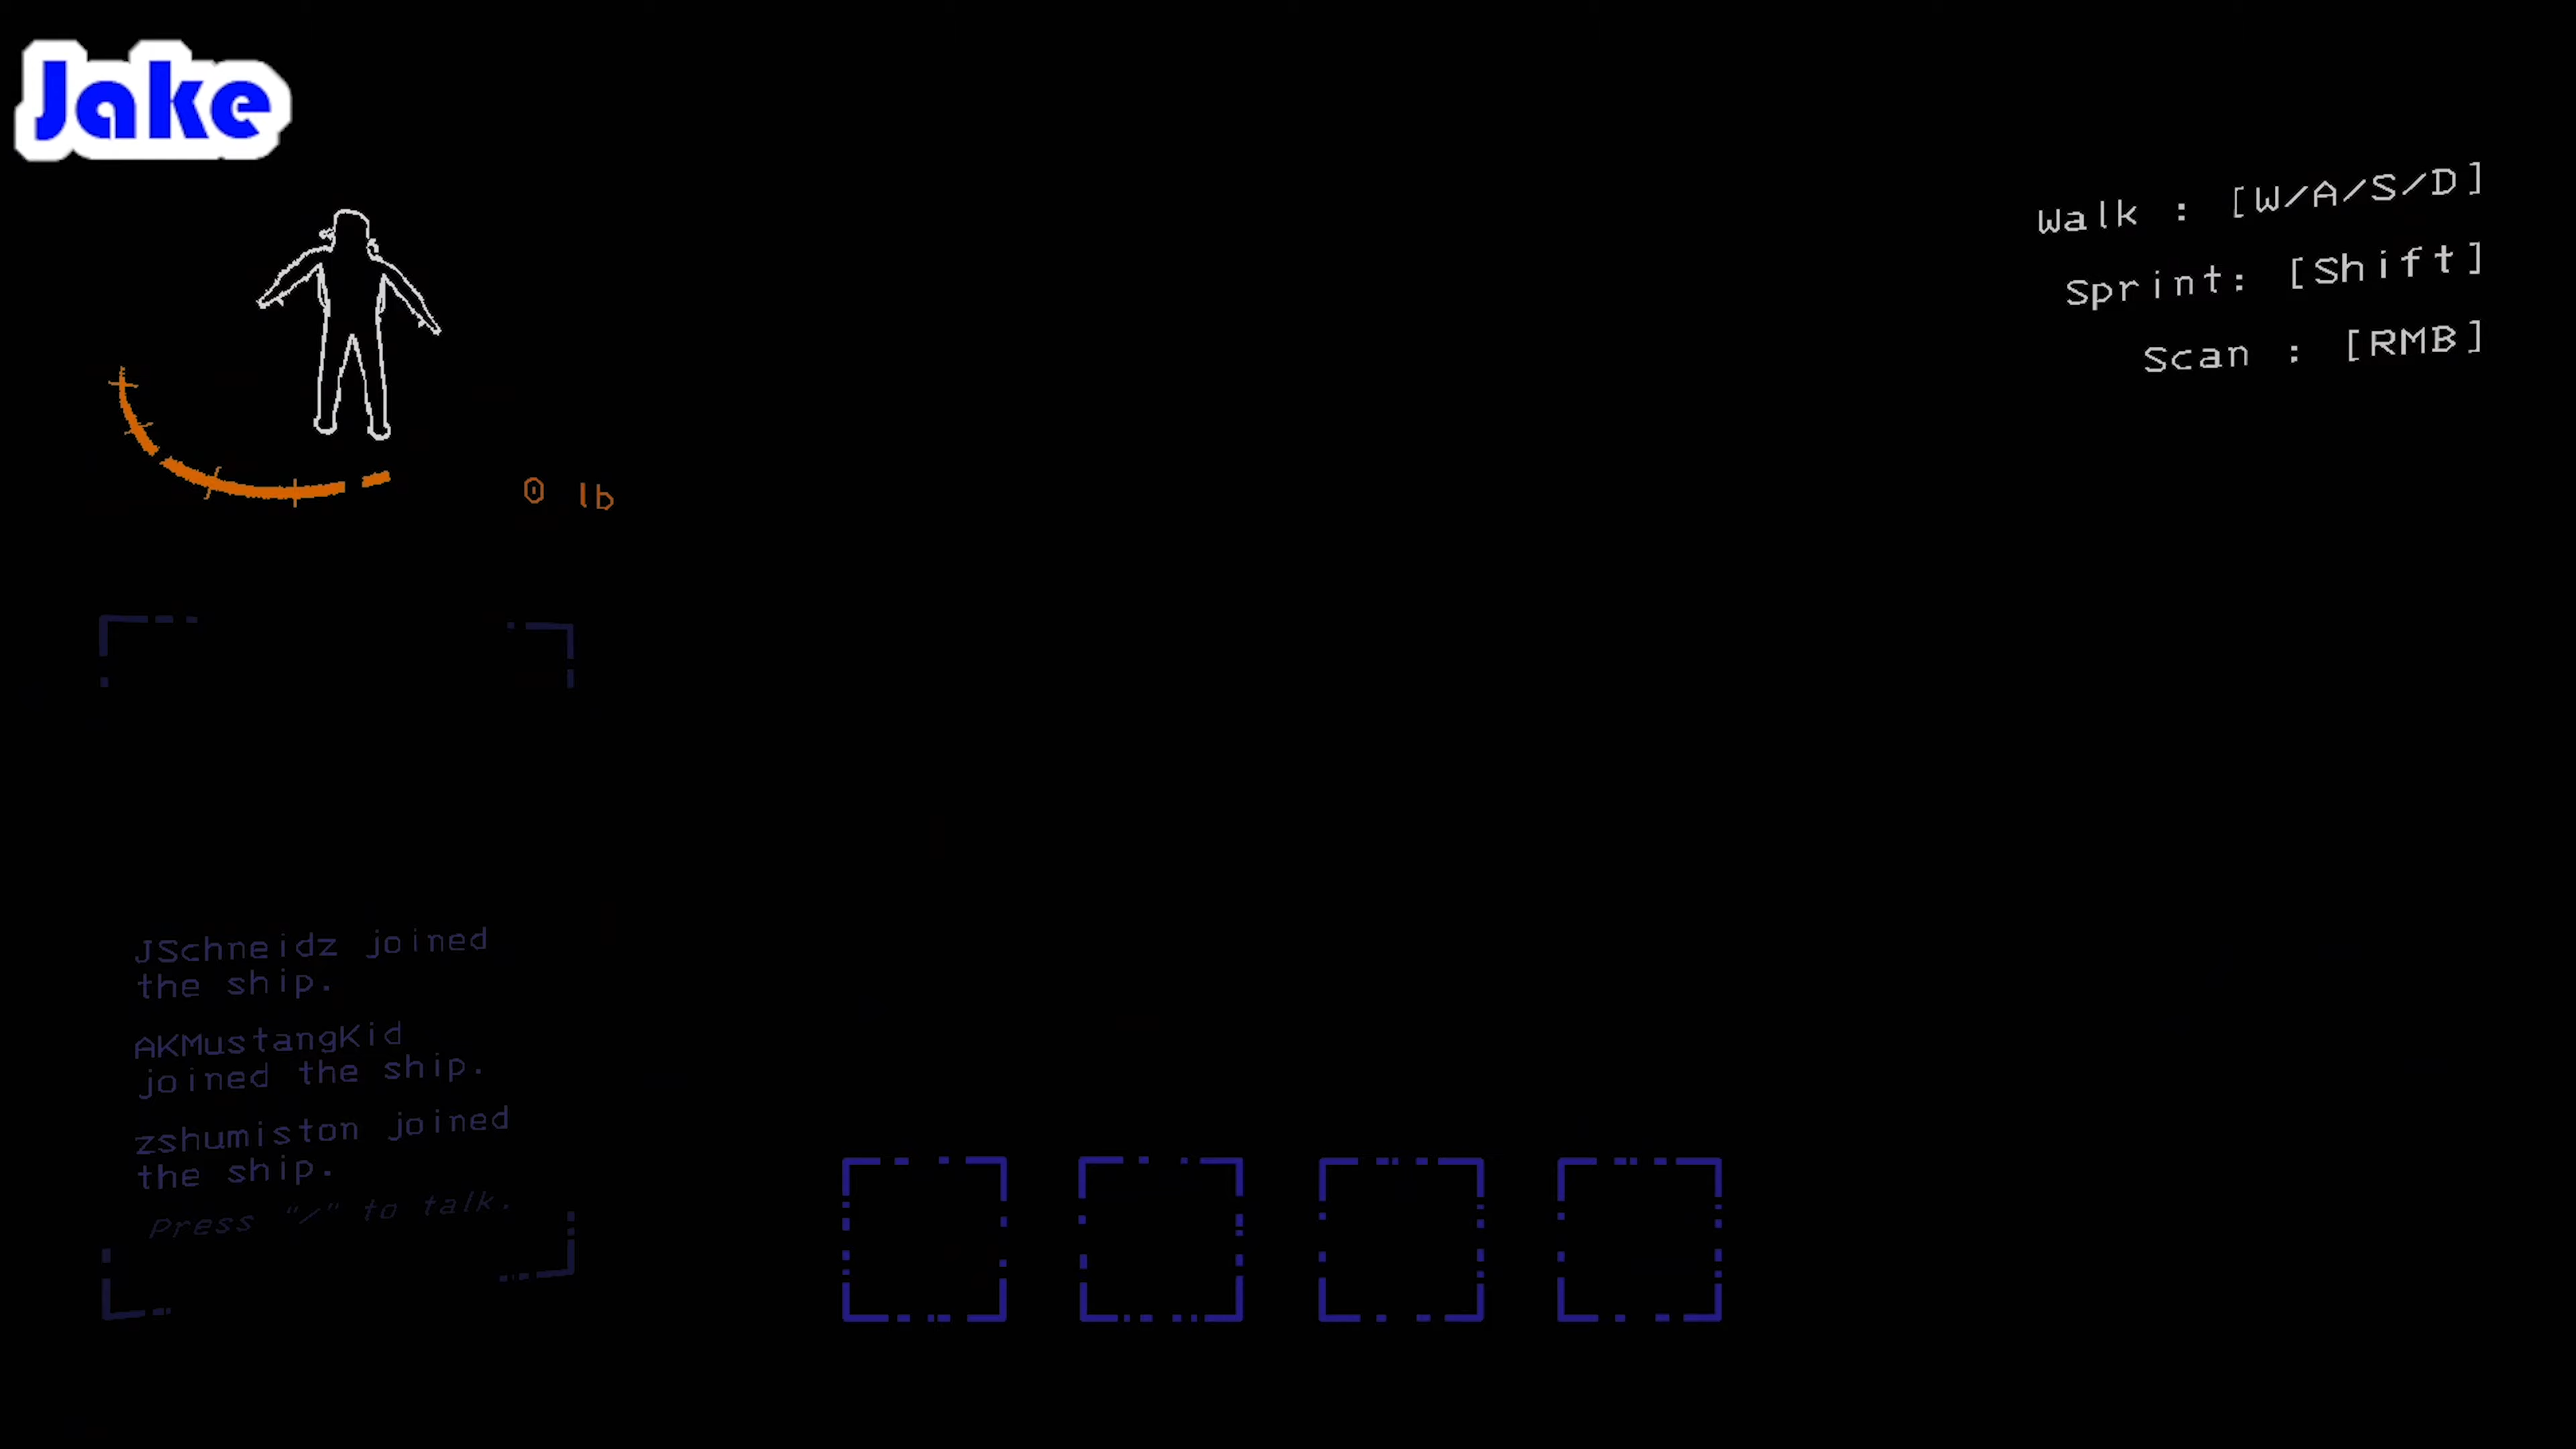 Jake
Walk : [W/A/S/D]
Sprint: [Shift]
Scan : [RMB]
0 lb
JSchneidz joined
the ship.
AKMustangKid
joined the ship.
zshumiston joined
the ship.
Press "/" to talk.